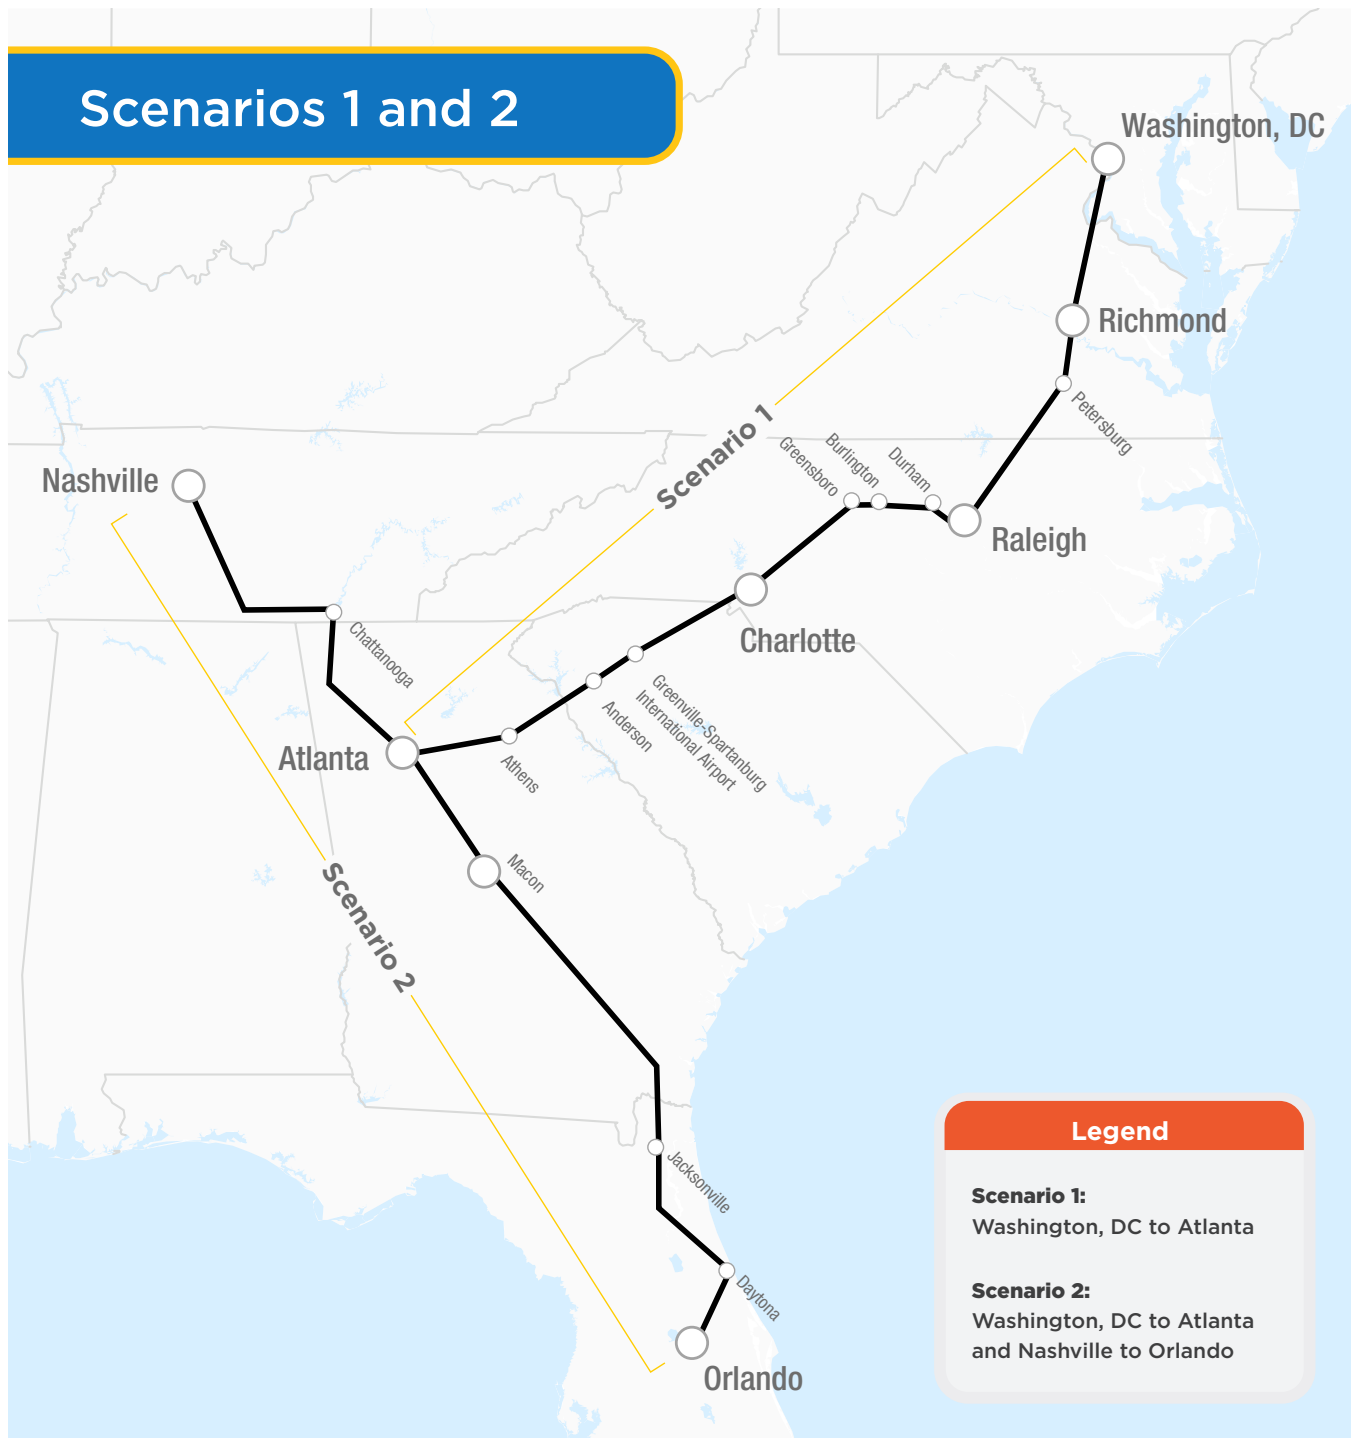 Scenarios 1 and 2
Washington, DC
Richmond
Petersburg
Scenario 1
Greensboro
Burlington
Durham
Raleigh
Nashville
Chattanooga
Charlotte
Greenville-Spartanburg
International Airport
Anderson
Atlanta
Athens
Macon
Scenario 2
Jacksonville
Daytona
Orlando
Legend
Scenario 1:
Washington, DC to Atlanta
Scenario 2:
Washington, DC to Atlanta
and Nashville to Orlando